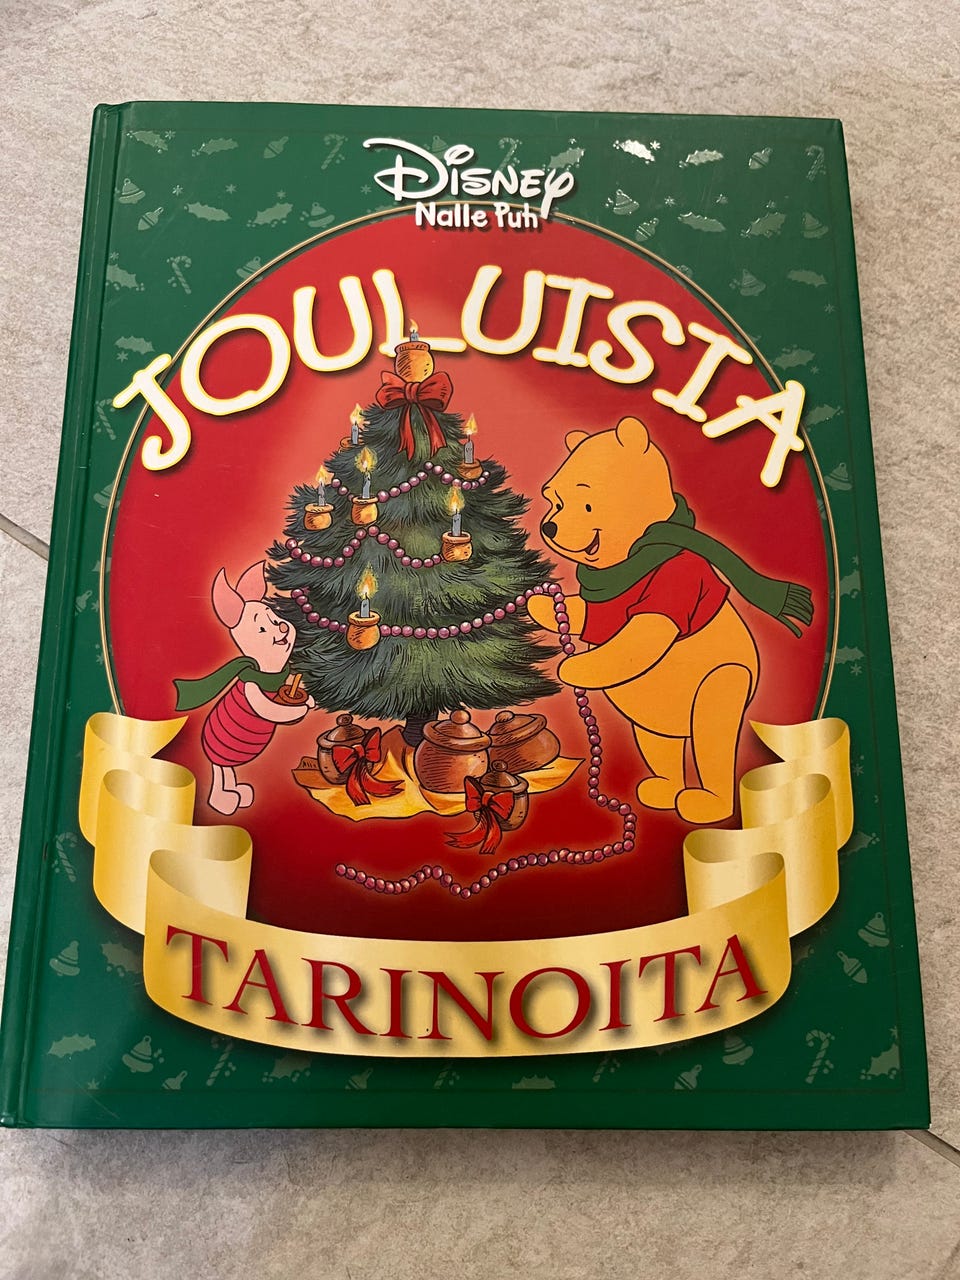 Disney
Nalle Puh
JOULUISIA
TARINOITA